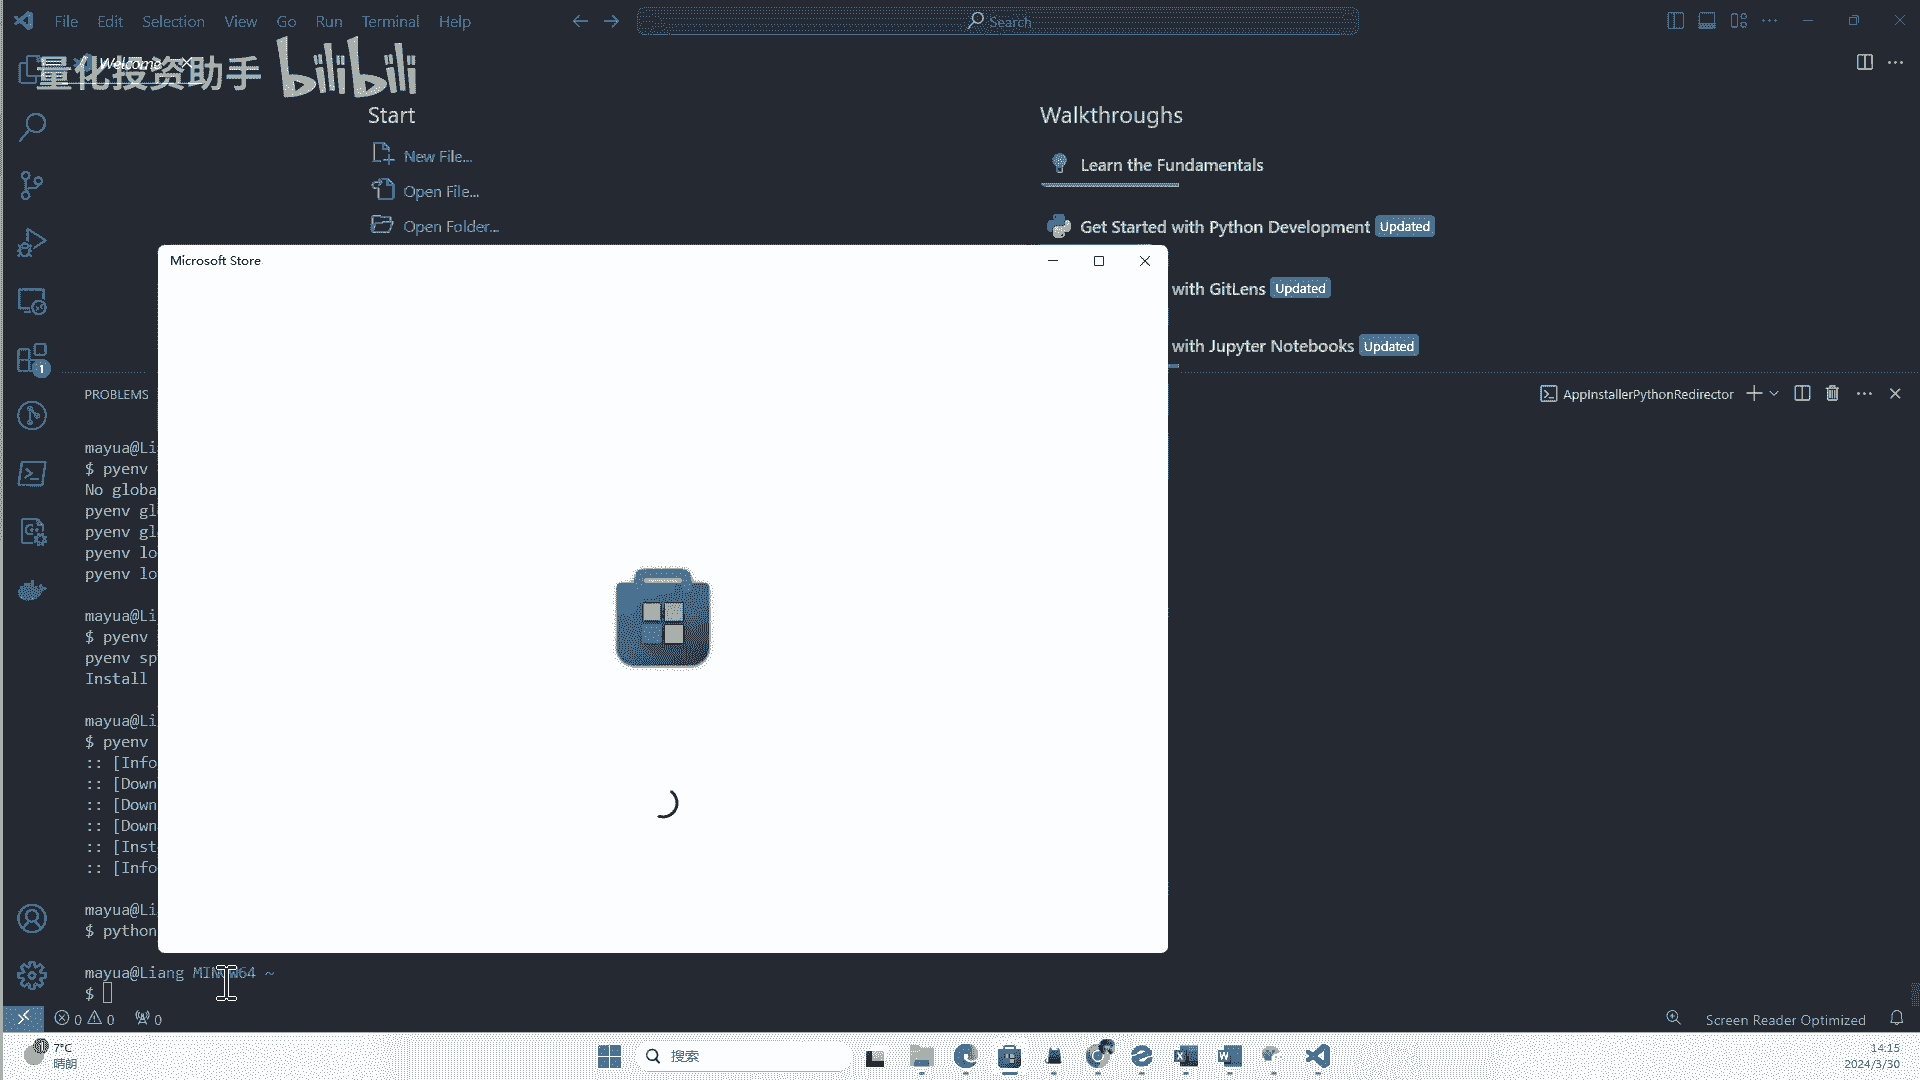 File Edit Selection View Go Run Terminal Help
Search
量化投资助手 bilibili
Welcome
Start
New File...
Open File...
Open Folder...
Walkthroughs
Learn the Fundamentals
Get Started with Python Development Updated
with GitLens Updated
with Jupyter Notebooks Updated
Microsoft Store
1
PROBLEMS
AppInstallerPythonRedirector
mayua@Li
$ pyenv
No globa
pyenv gl
pyenv gl
pyenv lo
pyenv lo
mayua@Li
$ pyenv
pyenv sp
Install
mayua@Li
$ pyenv
:: [Info
:: [Down
:: [Down
:: [Down
:: [Inst
:: [Info
mayua@Li
$ python
mayua@Liang MINGW64 ~
$
0 0 0
Screen Reader Optimized
7°C
晴朗
搜索
14:15
2024/3/30